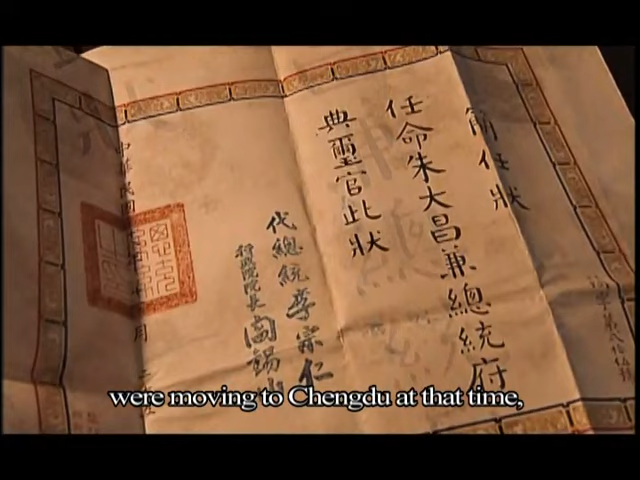 簡任狀
任命朱大昌兼總統府
典璽官此狀
代總統李宗仁
行政院院長閻錫山
中華民國
月
were moving to Chengdu at that time,